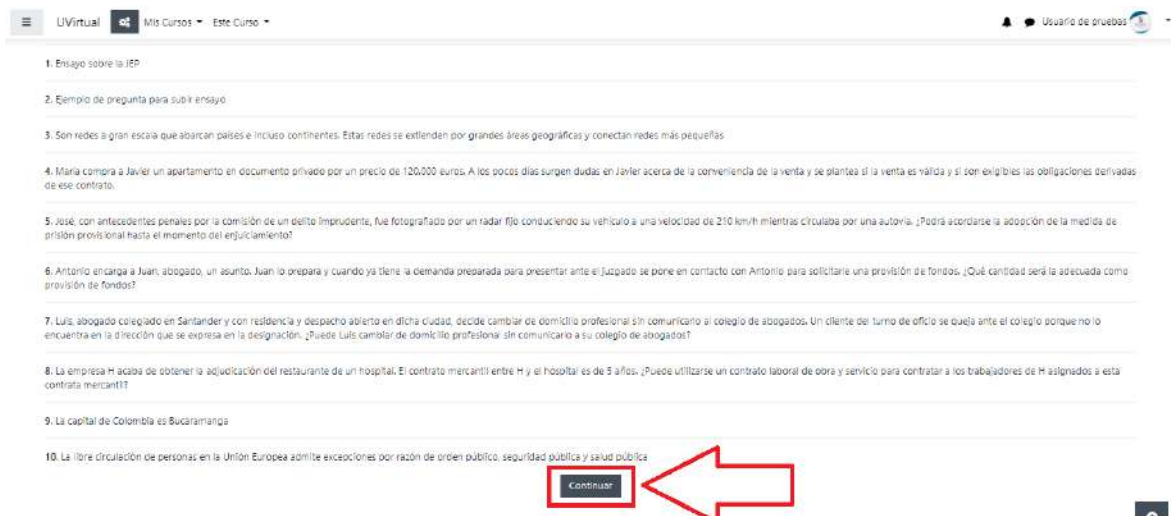 UVirtual Mis Cursos Este Curso Usuario de pruebas
1. Ensayo sobre la JEP
2. Ejemplo de pregunta para subir ensayo
3. Son redes a gran escala que abarcan países e incluso continentes. Estas redes se extienden por grandes áreas geográficas y conectan redes más pequeñas
4. María compra a Javier un apartamento en documento privado por un precio de 120.000 euros. A los pocos días surgen dudas en Javier acerca de la conveniencia de la venta y se plantea si la venta es válida y si son exigibles las obligaciones derivadas
de ese contrato.
5. José, con antecedentes penales por la comisión de un delito imprudente, fue fotografiado por un radar fijo conduciendo su vehículo a una velocidad de 210 km/h mientras circulaba por una autovía. ¿Podrá acordarse la adopción de la medida de
prisión provisional hasta el momento del enjuiciamiento?
6. Antonio encarga a Juan, abogado, un asunto. Juan lo prepara y cuando ya tiene la demanda preparada para presentar ante el Juzgado se pone en contacto con Antonio para solicitarle una provisión de fondos. ¿Qué cantidad será la adecuada como
provisión de fondos?
7. Luis, abogado colegiado en Santander y con residencia y despacho abierto en dicha ciudad, decide cambiar de domicilio profesional sin comunicarlo al colegio de abogados. Un cliente del turno de oficio se queja ante el colegio porque no lo
encuentra en la dirección que se expresa en la designación. ¿Puede Luis cambiar de domicilio profesional sin comunicarlo a su colegio de abogados?
8. La empresa H acaba de obtener la adjudicación del restaurante de un hospital. El contrato mercantil entre H y el hospital es de 5 años. ¿Puede utilizarse un contrato laboral de obra y servicio para contratar a los trabajadores de H asignados a esta
contrata mercantil?
9. La capital de Colombia es Bucaramanga
10. La libre circulación de personas en la Unión Europea admite excepciones por razón de orden público, seguridad pública y salud pública
Continuar